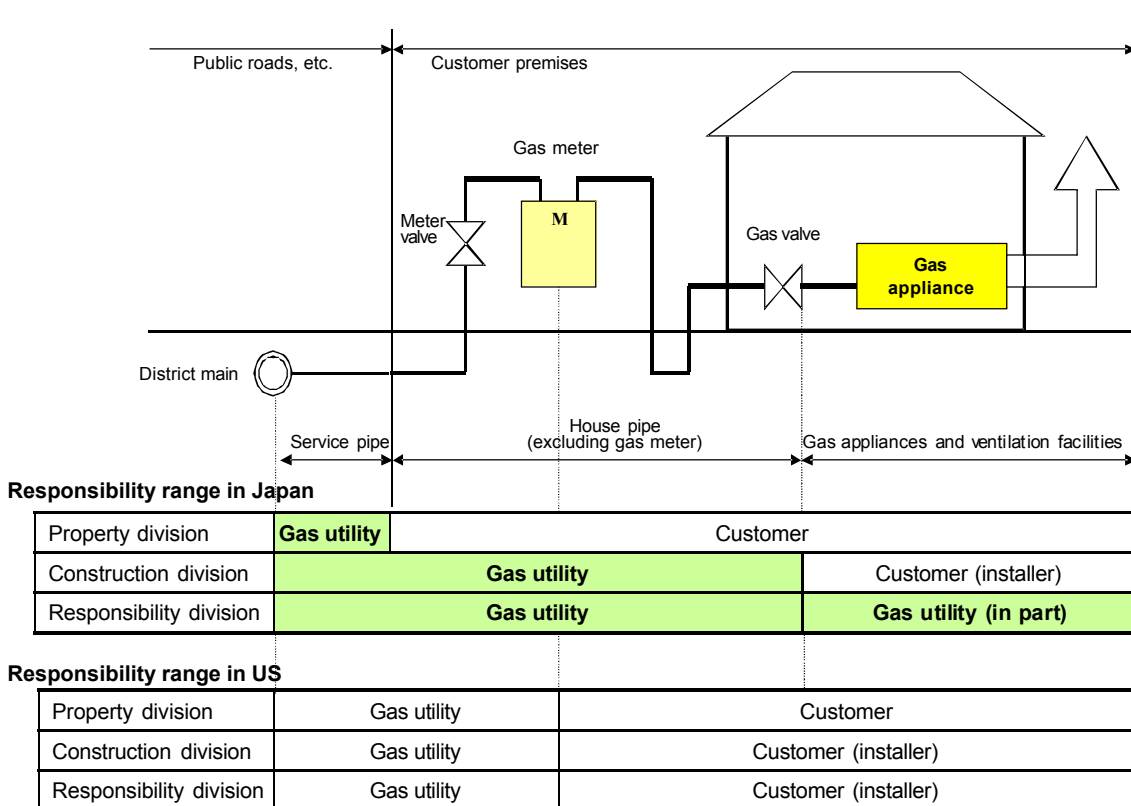 Public roads, etc.
Customer premises
Gas meter
Meter
valve
M
Gas valve
Gas
appliance
District main
Service pipe
House pipe
(excluding gas meter)
Gas appliances and ventilation facilities
Responsibility range in Japan
Property division Gas utility Customer
Construction division Gas utility Customer (installer)
Responsibility division Gas utility Gas utility (in part)
Responsibility range in US
Property division Gas utility Customer
Construction division Gas utility Customer (installer)
Responsibility division Gas utility Customer (installer)